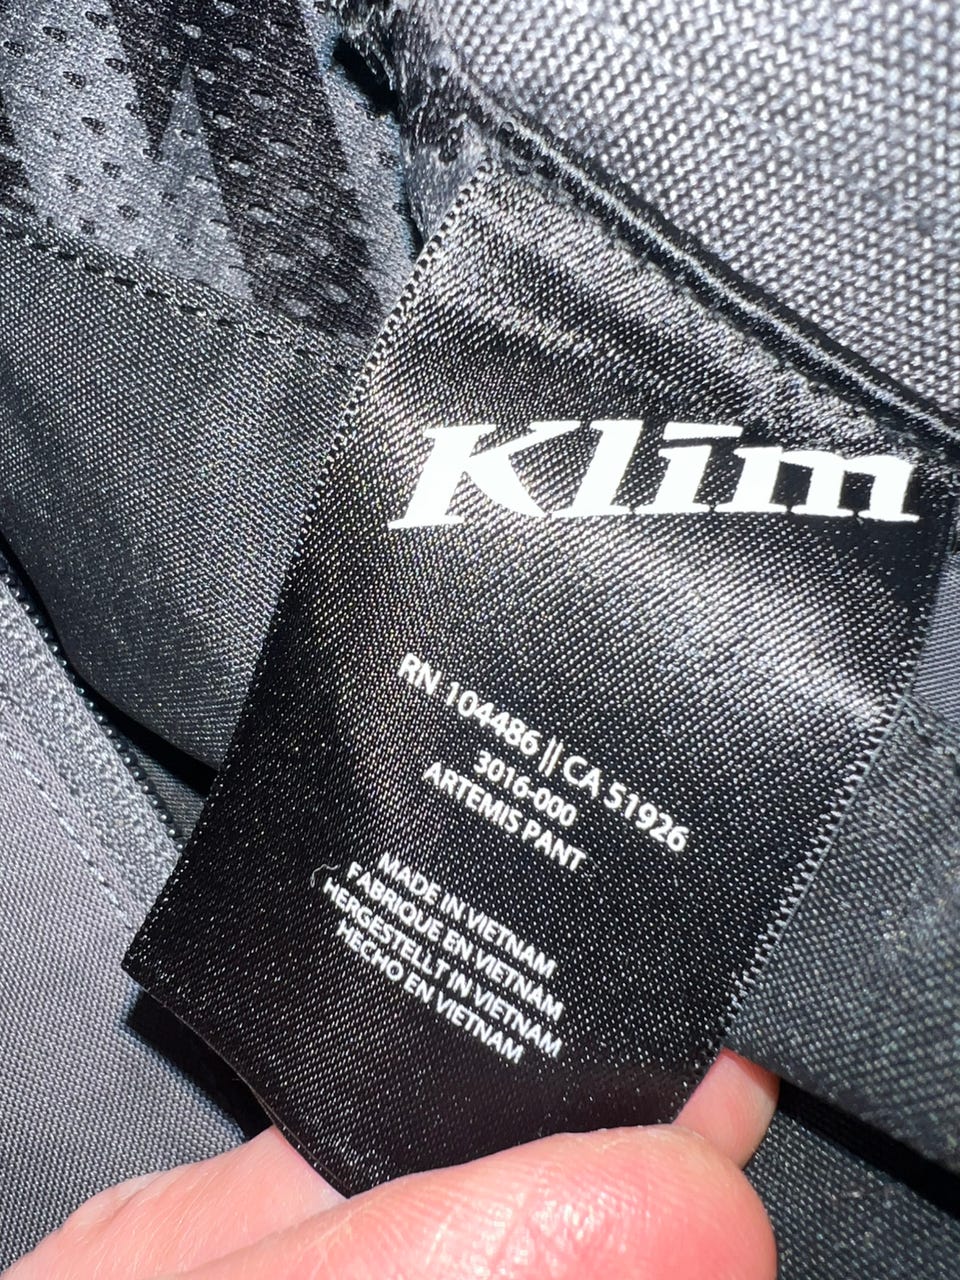 Klim
RN 104486 || CA 51926
3016-000
ARTEMIS PANT
MADE IN VIETNAM
FABRIQUE EN VIETNAM
HERGESTELLT IN VIETNAM
HECHO EN VIETNAM